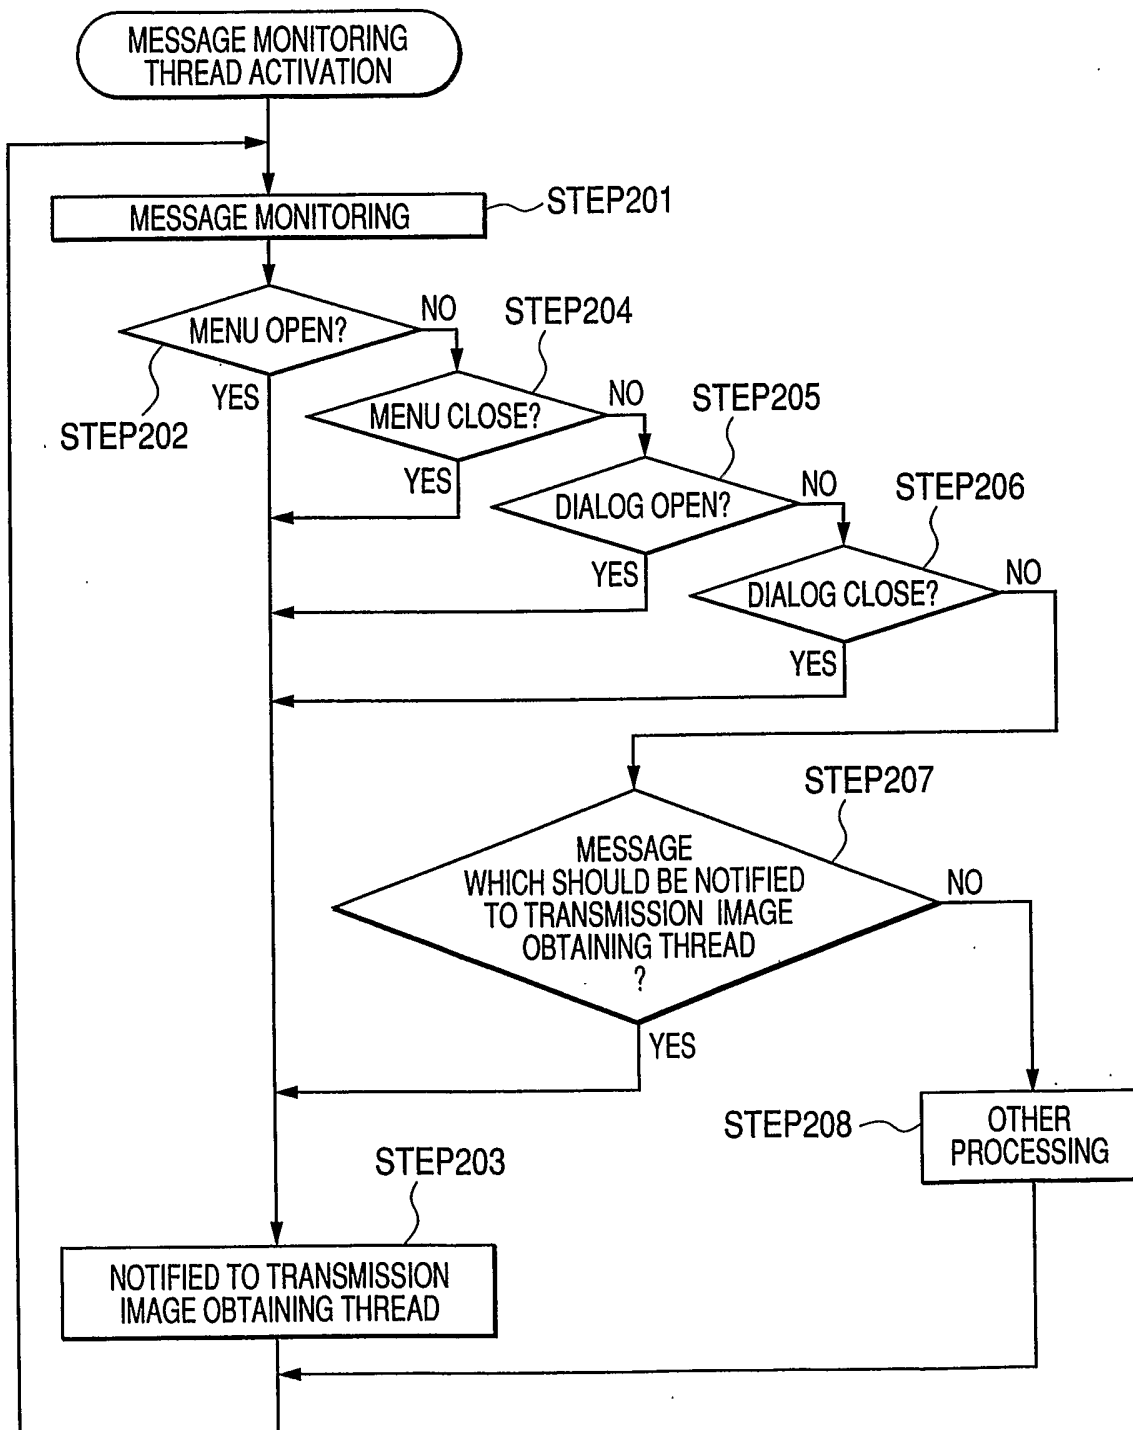 MESSAGE MONITORING
THREAD ACTIVATION
MESSAGE MONITORING
STEP201
MENU OPEN?
NO
YES
STEP202
STEP204
MENU CLOSE?
NO
YES
STEP205
DIALOG OPEN?
NO
YES
STEP206
DIALOG CLOSE?
NO
YES
STEP207
MESSAGE
WHICH SHOULD BE NOTIFIED
TO TRANSMISSION IMAGE
OBTAINING THREAD
?
NO
YES
STEP208
OTHER
PROCESSING
STEP203
NOTIFIED TO TRANSMISSION
IMAGE OBTAINING THREAD